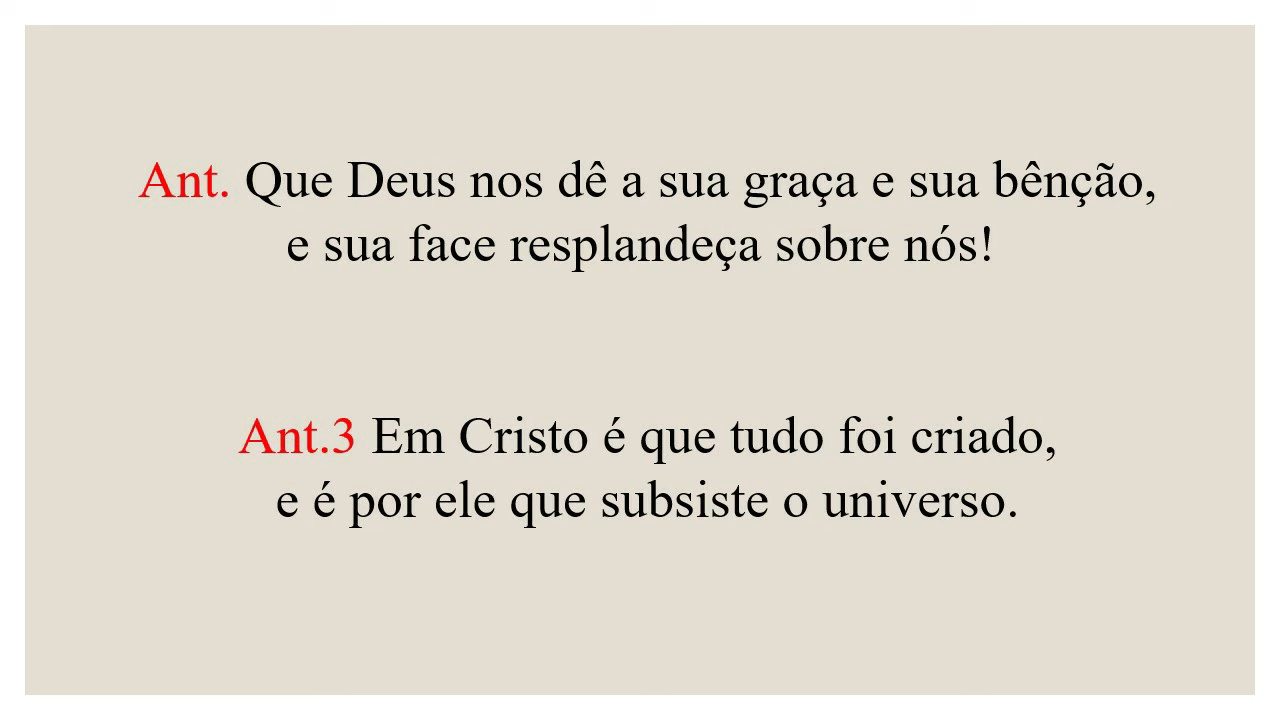 Ant. Que Deus nos dê a sua graça e sua bênção,
e sua face resplandeça sobre nós!
Ant.3 Em Cristo é que tudo foi criado,
e é por ele que subsiste o universo.